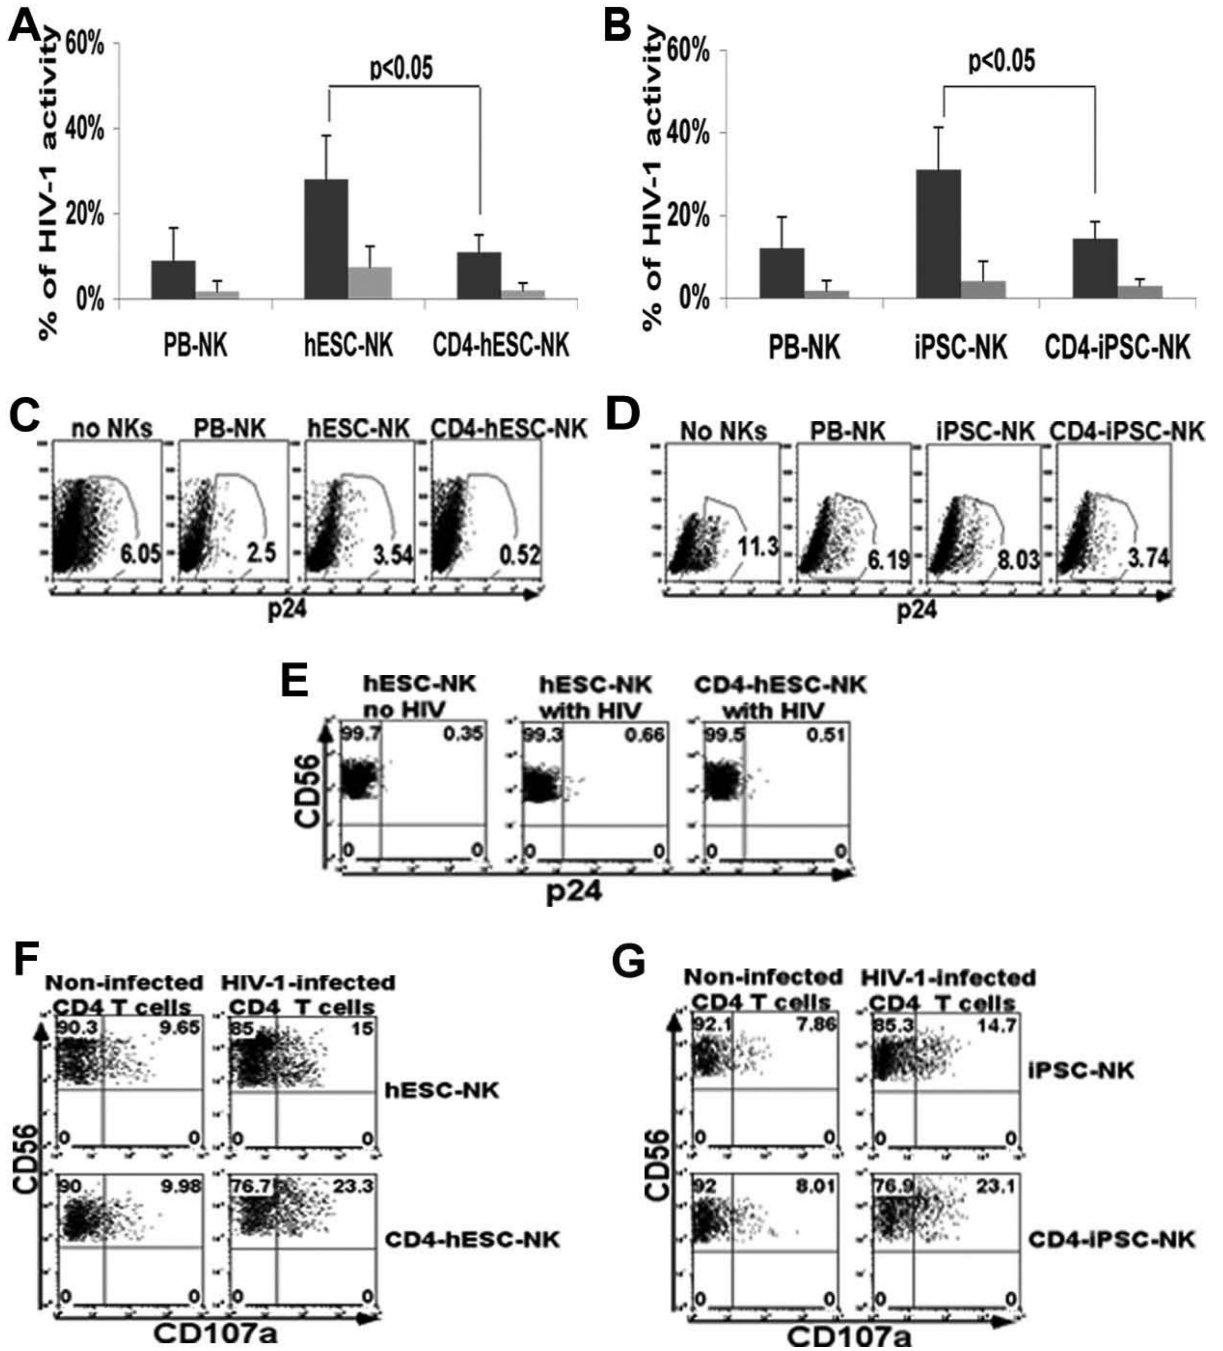 A
% of HIV-1 activity
60%
40%
20%
0%
p<0.05
PB-NK hESC-NK CD4-hESC-NK
B
% of HIV-1 activity
60%
40%
20%
0%
p<0.05
PB-NK iPSC-NK CD4-iPSC-NK
C
no NKs PB-NK hESC-NK CD4-hESC-NK
6.05 2.5 3.54 0.52
p24
D
No NKs PB-NK iPSC-NK CD4-iPSC-NK
11.3 6.19 8.03 3.74
p24
E
hESC-NK
no HIV
hESC-NK
with HIV
CD4-hESC-NK
with HIV
99.7 0.35 99.3 0.66 99.5 0.51
0 0 0 0 0 0
CD56
p24
F
Non-infected
CD4 T cells
HIV-1-infected
CD4 T cells
90.3 9.65 85 15
0 0 0 0
hESC-NK
90 9.98 76.7 23.3
0 0 0 0
CD4-hESC-NK
CD56
CD107a
G
Non-infected
CD4 T cells
HIV-1-infected
CD4 T cells
92.1 7.86 85.3 14.7
0 0 0 0
iPSC-NK
92 8.01 76.9 23.1
0 0 0 0
CD4-iPSC-NK
CD56
CD107a